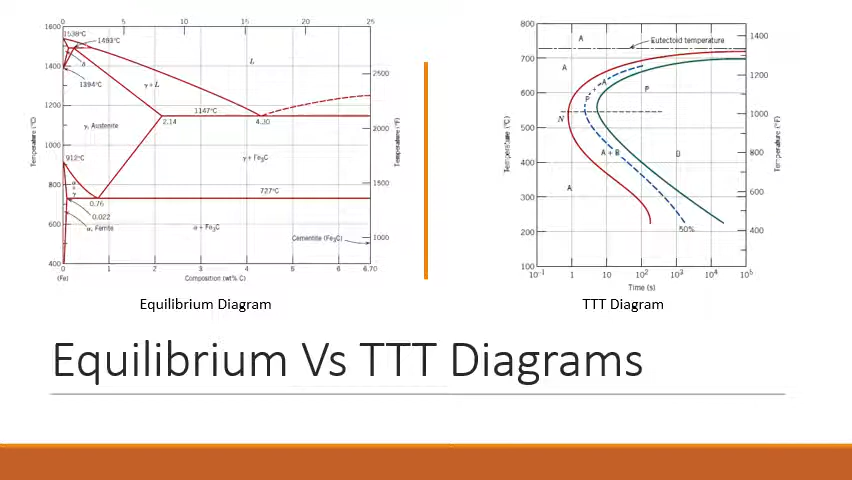 0 5 10 15 20 25
1600
1538°C
1493°C
L
1400
δ
1394°C
γ + L
2500
1200
1147°C
2.14
4.30
2000
γ, Austenite
1000
Temperature (°C)
Temperature (°F)
912°C
γ + Fe₃C
800
α
+
γ
727°C
1500
0.76
0.022
600
α, Ferrite
α + Fe₃C
Cementite (Fe₃C)
1000
400
0 1 2 3 4 5 6 6.70
(Fe)
Composition (wt% C)
Equilibrium Diagram
800
A
Eutectoid temperature
1400
700
A
A
+
P
P
1200
600
N
1000
500
Temperature (°C)
Temperature (°F)
A + B
B
800
400
A
600
300
50%
400
200
100
10⁻¹ 1 10 10² 10³ 10⁴ 10⁵
Time (s)
TTT Diagram
Equilibrium Vs TTT Diagrams